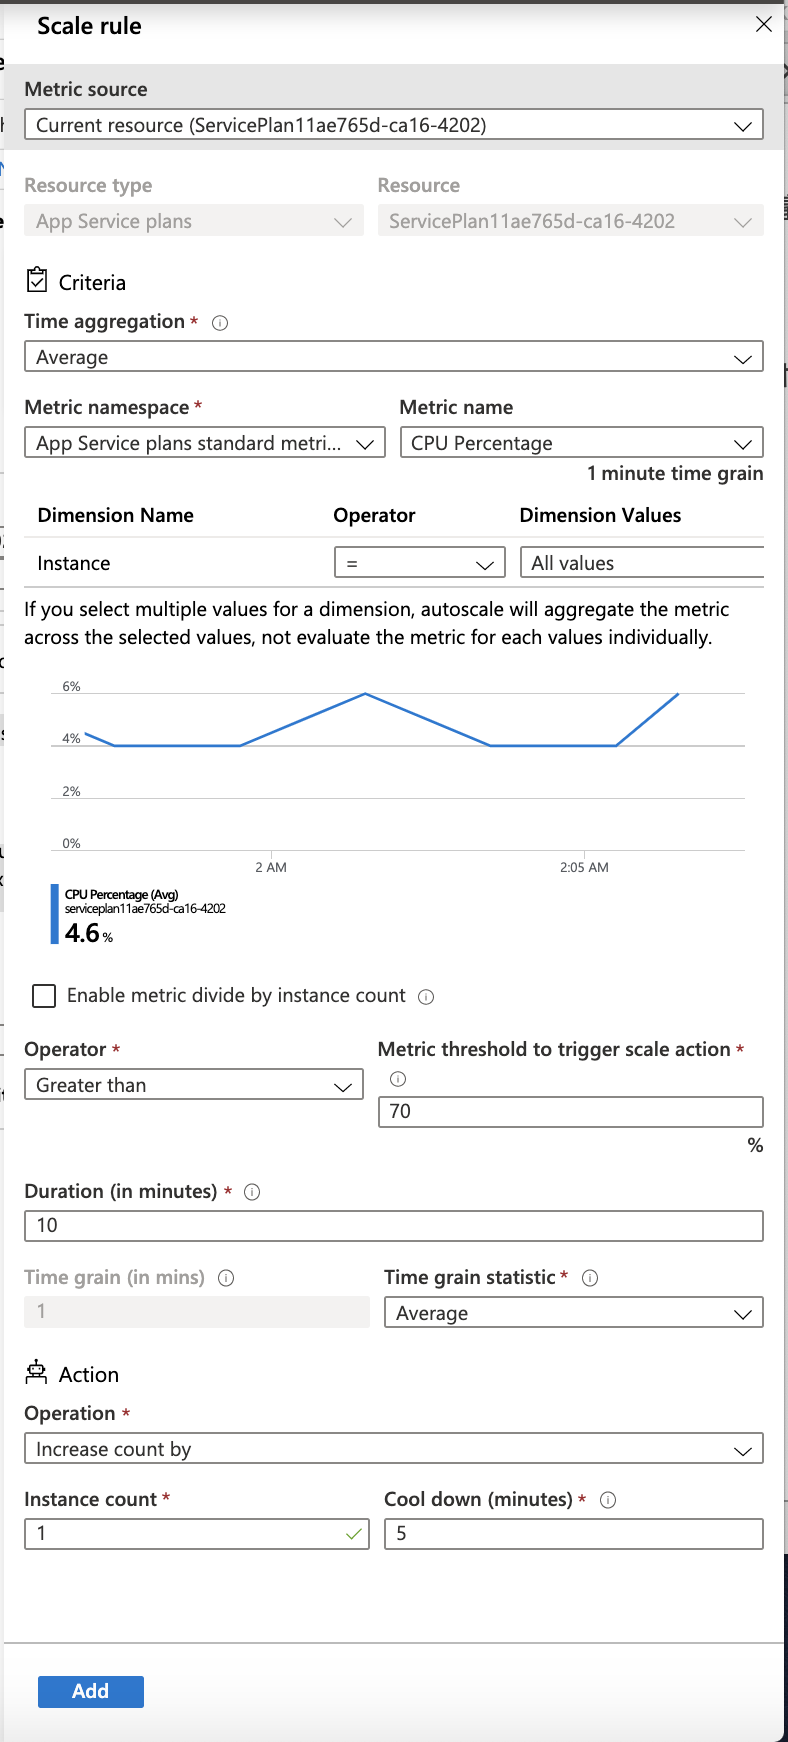 Scale rule
Metric source
Current resource (ServicePlan11ae765d-ca16-4202)
Resource type
Resource
App Service plans
ServicePlan11ae765d-ca16-4202
Criteria
Time aggregation *
Average
Metric namespace *
Metric name
App Service plans standard metri...
CPU Percentage
1 minute time grain
Dimension Name
Operator
Dimension Values
Instance
=
All values
If you select multiple values for a dimension, autoscale will aggregate the metric
across the selected values, not evaluate the metric for each values individually.
6%
4%
2%
0%
2 AM
2:05 AM
CPU Percentage (Avg)
serviceplan11ae765d-ca16-4202
4.6 %
Enable metric divide by instance count
Operator *
Metric threshold to trigger scale action *
Greater than
70
%
Duration (in minutes) *
10
Time grain (in mins)
Time grain statistic *
1
Average
Action
Operation *
Increase count by
Instance count *
Cool down (minutes) *
1
5
Add